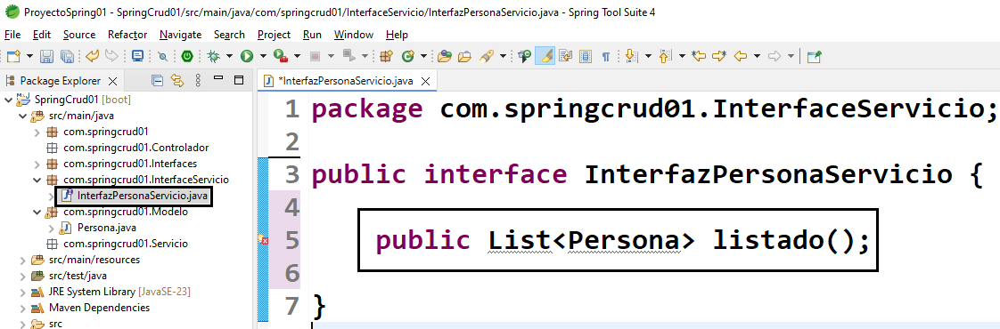 ProyectoSpring01 - SpringCrud01/src/main/java/com/springcrud01/InterfaceServicio/InterfazPersonaServicio.java - Spring Tool Suite 4
File Edit Source Refactor Navigate Search Project Run Window Help
Package Explorer
SpringCrud01 [boot]
src/main/java
com.springcrud01
com.springcrud01.Controlador
com.springcrud01.Interfaces
com.springcrud01.InterfaceServicio
InterfazPersonaServicio.java
com.springcrud01.Modelo
Persona.java
com.springcrud01.Servicio
src/main/resources
src/test/java
JRE System Library [JavaSE-23]
Maven Dependencies
src
*InterfazPersonaServicio.java
1 package com.springcrud01.InterfaceServicio;
2
3 public interface InterfazPersonaServicio {
4
5 public List<Persona> listado();
6
7 }